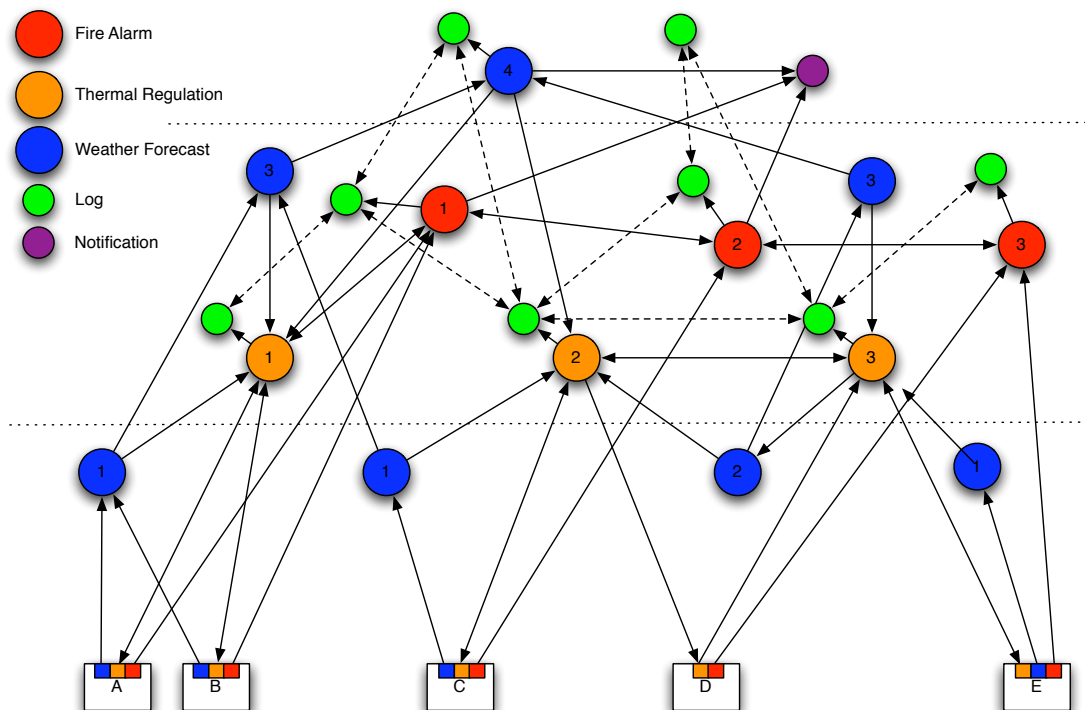 Fire Alarm
Thermal Regulation
Weather Forecast
Log
Notification
4
3
3
1
2
3
1
2
3
1
1
2
1
A
B
C
D
E